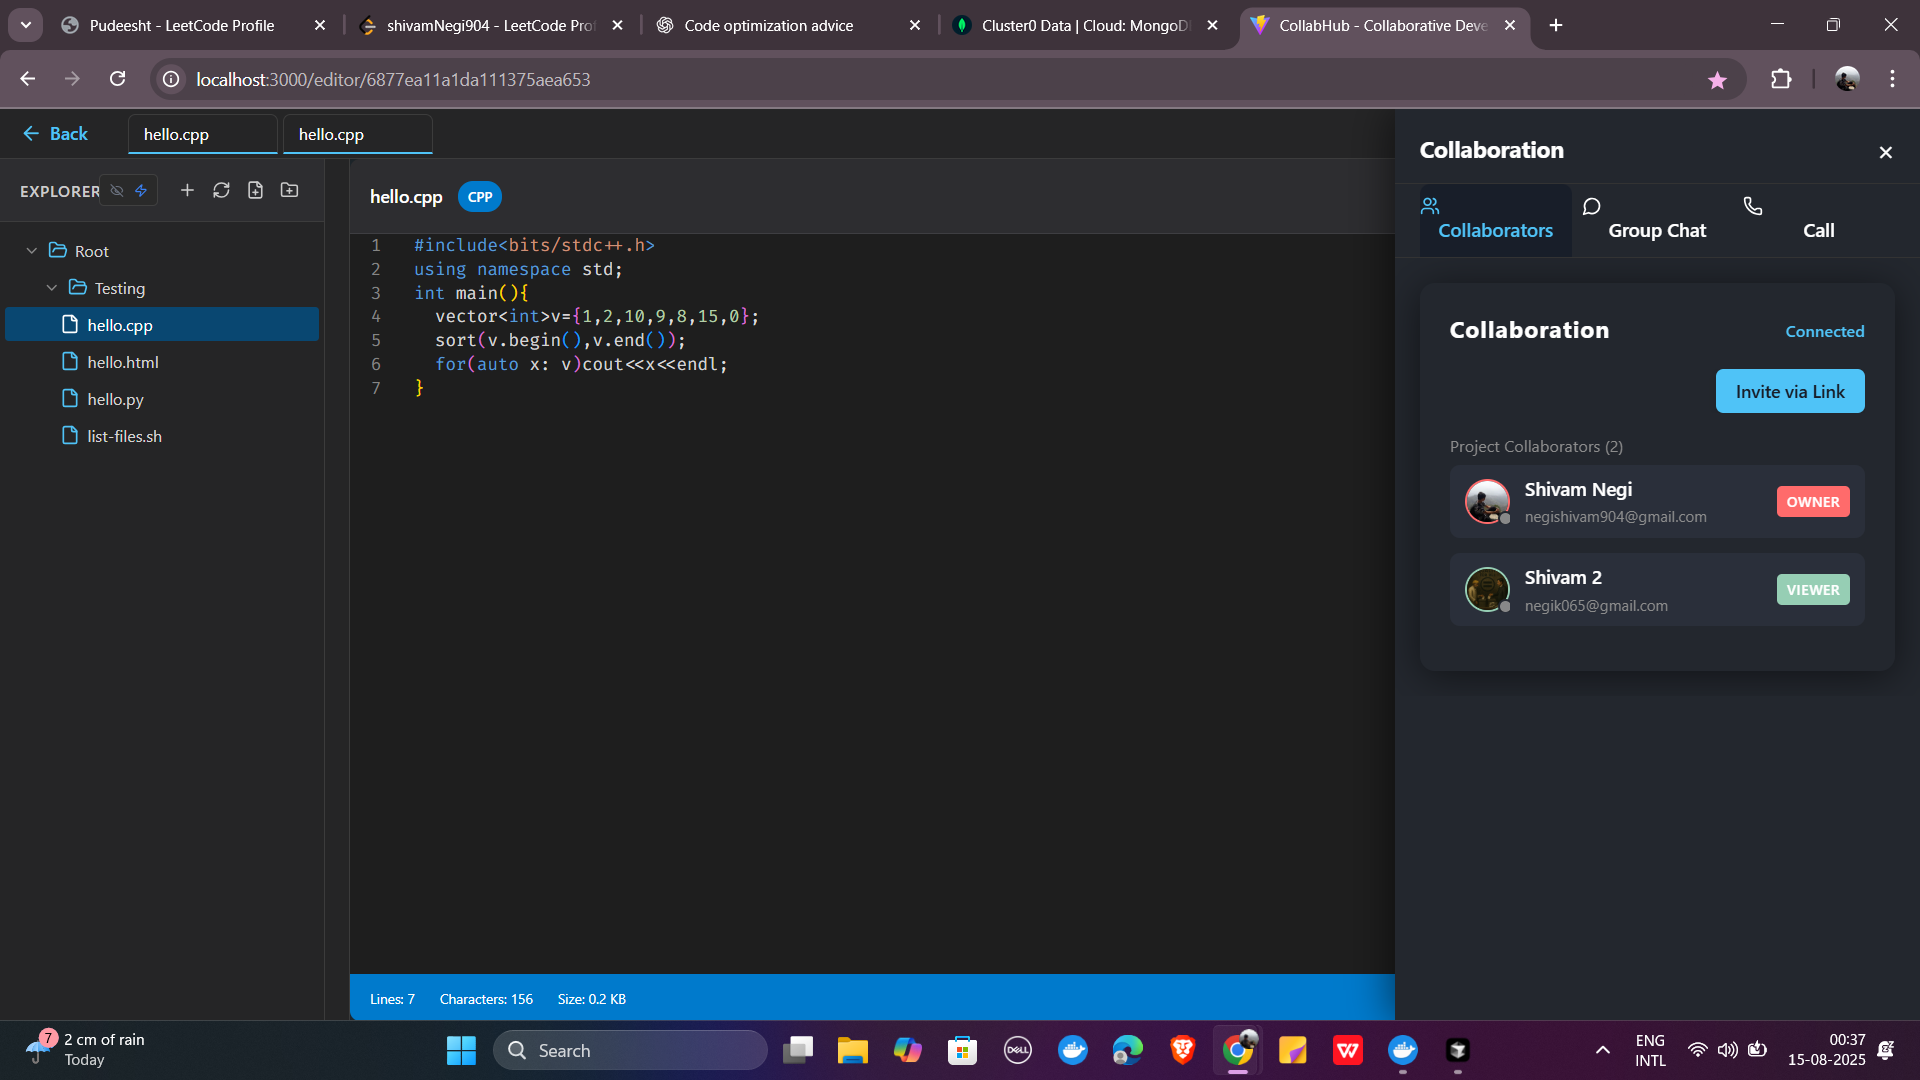 Pudeesht - LeetCode Profile
shivamNegi904 - LeetCode Pro
Code optimization advice
Cluster0 Data | Cloud: MongoD
CollabHub - Collaborative Deve
localhost:3000/editor/6877ea11a1da111375aea653
Back
hello.cpp
hello.cpp
EXPLORER
Root
Testing
hello.cpp
hello.html
hello.py
list-files.sh
hello.cpp CPP
1 #include<bits/stdc++.h>
2 using namespace std;
3 int main(){
4 vector<int>v={1,2,10,9,8,15,0};
5 sort(v.begin(),v.end());
6 for(auto x: v)cout<<x<<endl;
7 }
Lines: 7 Characters: 156 Size: 0.2 KB
Collaboration
Collaborators
Group Chat
Call
Collaboration
Connected
Invite via Link
Project Collaborators (2)
Shivam Negi
negishivam904@gmail.com
OWNER
Shivam 2
negik065@gmail.com
VIEWER
7
2 cm of rain
Today
Search
DELL
W
ENG
INTL
00:37
15-08-2025